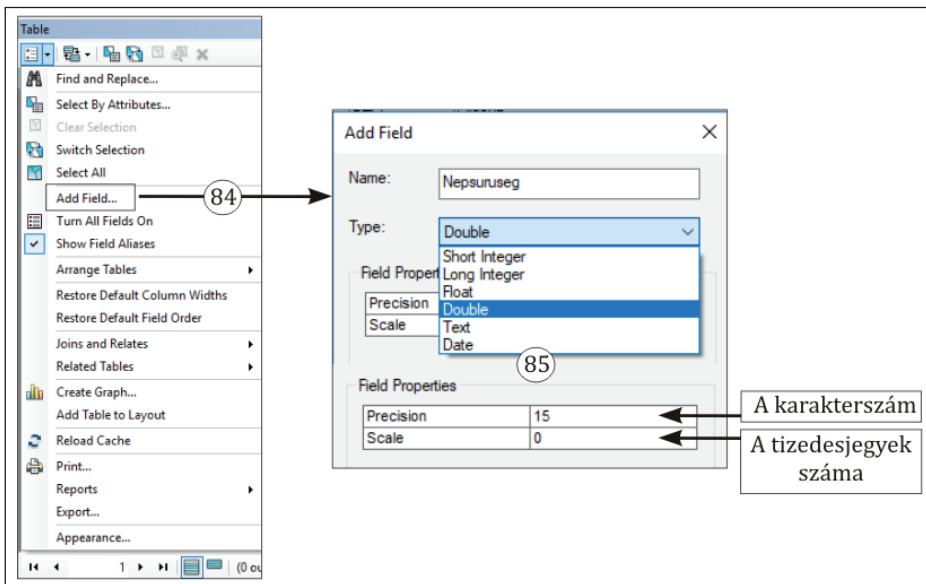 Table
Find and Replace...
Select By Attributes...
Clear Selection
Switch Selection
Select All
Add Field...
84
Turn All Fields On
Show Field Aliases
Arrange Tables
Restore Default Column Widths
Restore Default Field Order
Joins and Relates
Related Tables
Create Graph...
Add Table to Layout
Reload Cache
Print...
Reports
Export...
Appearance...
1
(0 ou
Add Field
Name:
Nepsuruseg
Type:
Double
Short Integer
Long Integer
Float
Double
Text
Date
Field Propert
Precision
Scale
85
Field Properties
Precision 15
Scale 0
A karakterszám
A tizedesjegyek
száma